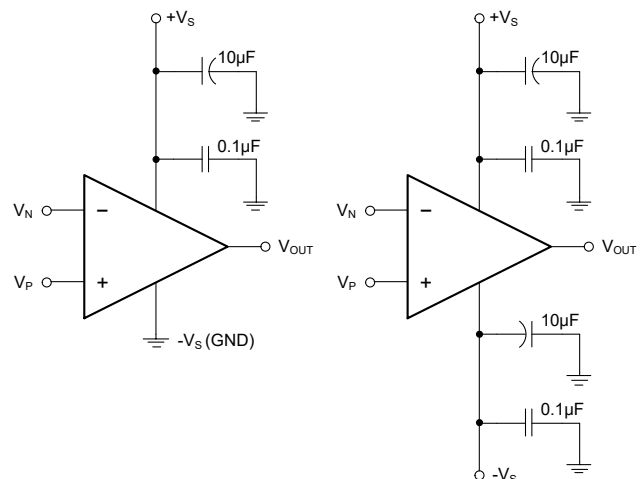 +VS
10µF
0.1µF
VN
−
VP
+
VOUT
-VS (GND)
+VS
10µF
0.1µF
VN
−
VP
+
VOUT
10µF
0.1µF
-VS